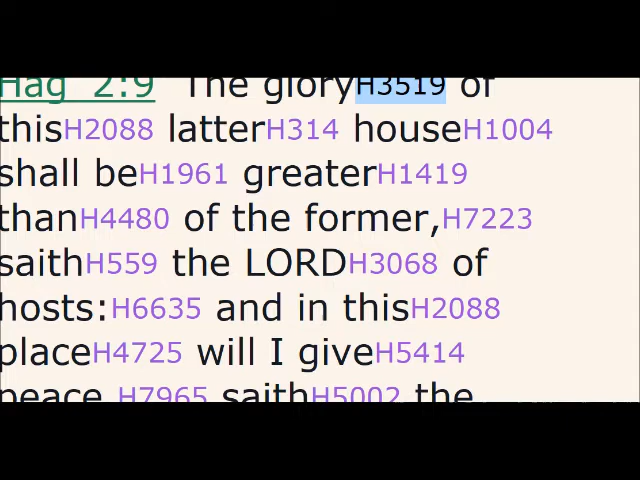 Hag 2:9 The gloryH3519 of
thisH2088 latterH314 houseH1004
shall beH1961 greaterH1419
thanH4480 of the former,H7223
saithH559 the LORDH3068 of
hosts:H6635 and in thisH2088
placeH4725 will I giveH5414
peace,H7965 saithH5002 the